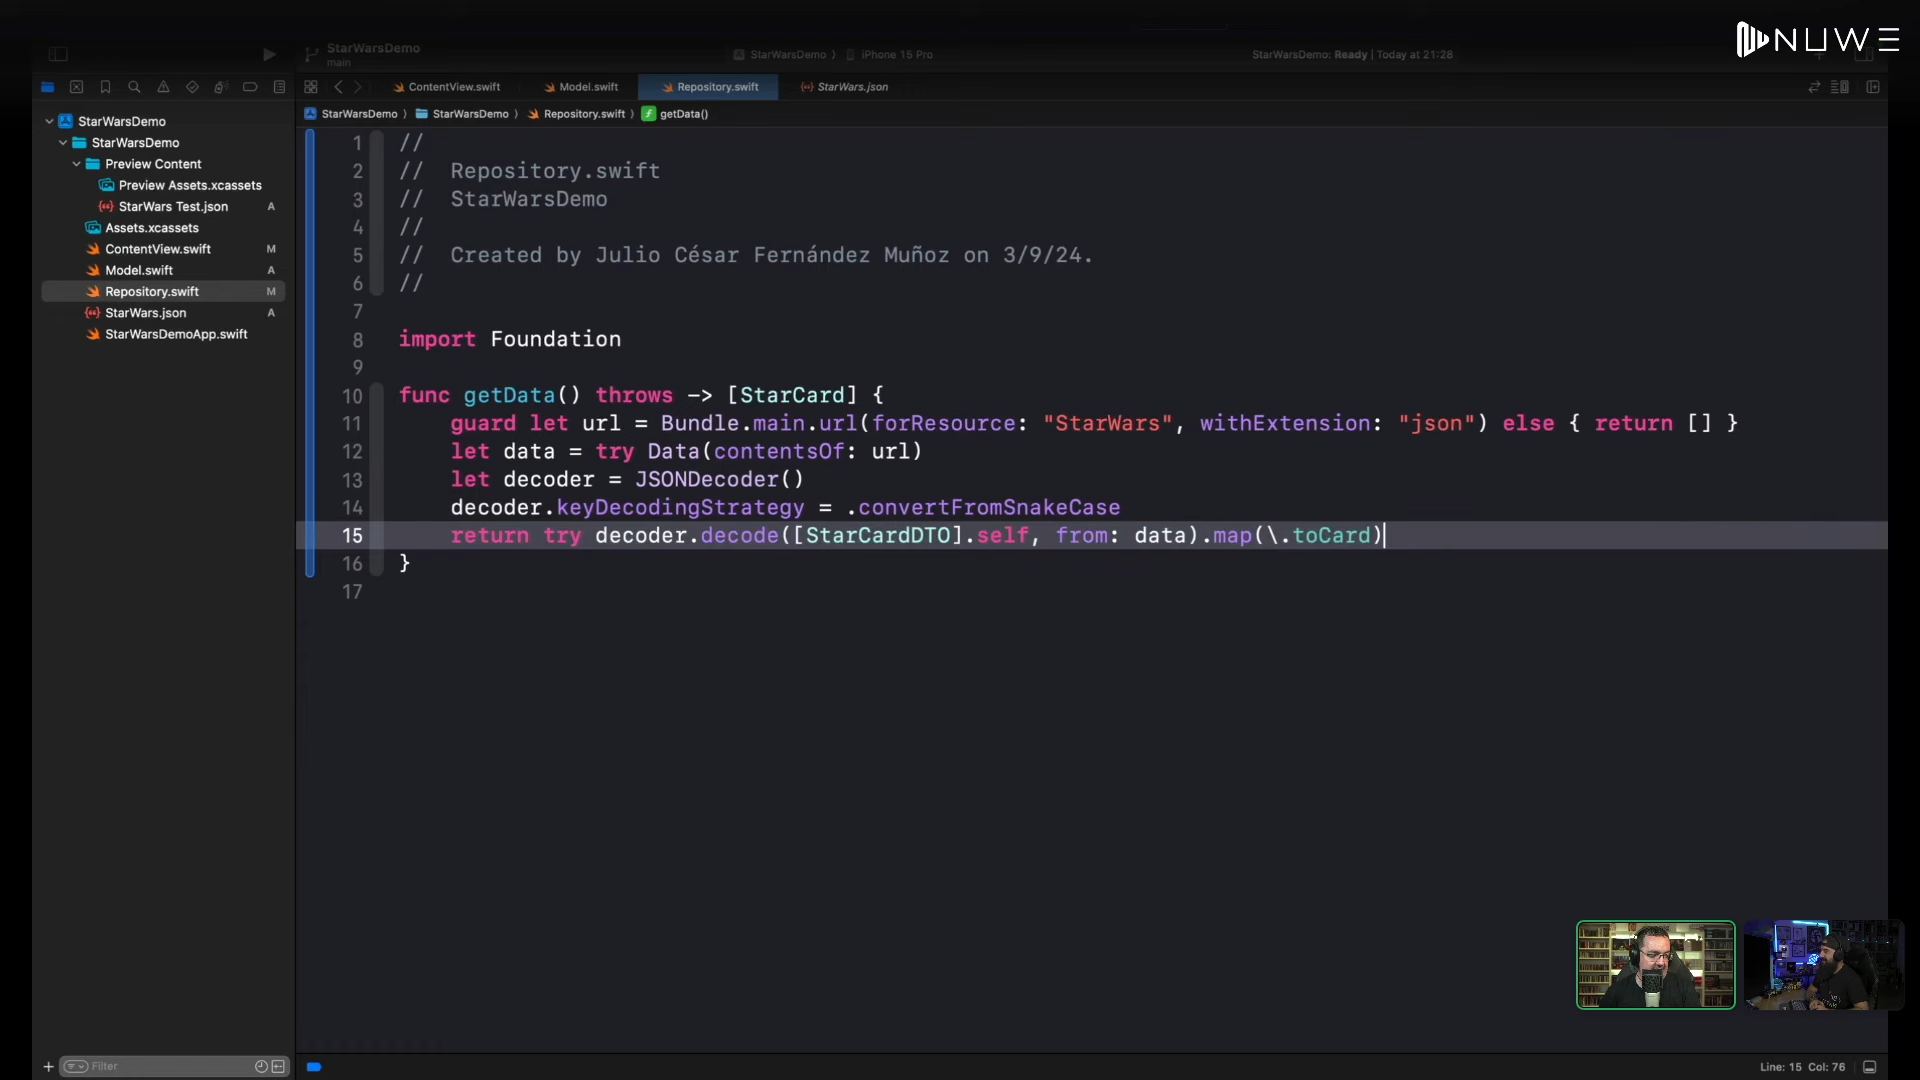 NUWE
StarWarsDemo
main
StarWarsDemo
iPhone 15 Pro
StarWarsDemo: Ready | Today at 21:28
ContentView.swift
Model.swift
Repository.swift
StarWars.json
StarWarsDemo
StarWarsDemo
Repository.swift
getData()
StarWarsDemo
StarWarsDemo
Preview Content
Preview Assets.xcassets
StarWars Test.json A
Assets.xcassets
ContentView.swift M
Model.swift A
Repository.swift M
StarWars.json A
StarWarsDemoApp.swift
1 //
2 // Repository.swift
3 // StarWarsDemo
4 //
5 // Created by Julio César Fernández Muñoz on 3/9/24.
6 //
7
8 import Foundation
9
10 func getData() throws -> [StarCard] {
11 guard let url = Bundle.main.url(forResource: "StarWars", withExtension: "json") else { return [] }
12 let data = try Data(contentsOf: url)
13 let decoder = JSONDecoder()
14 decoder.keyDecodingStrategy = .convertFromSnakeCase
15 return try decoder.decode([StarCardDTO].self, from: data).map(\.toCard)
16 }
17
Filter
Line: 15 Col: 76